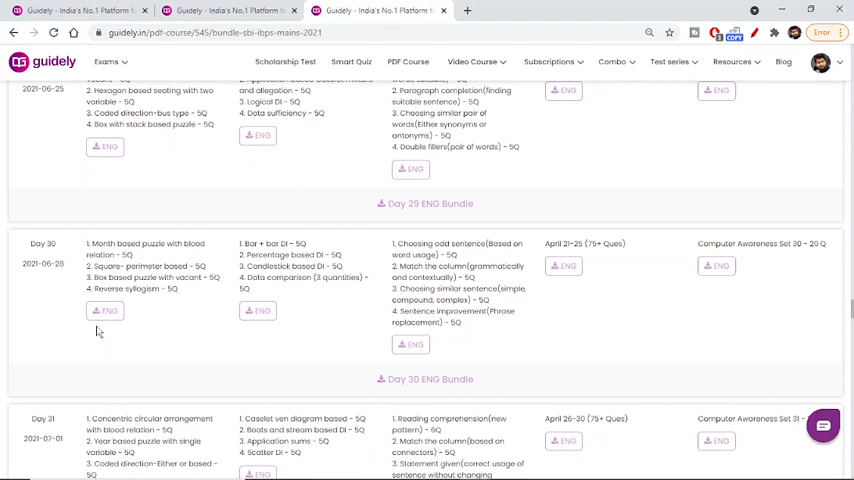 Guidely - India's No.1 Platform for
Guidely - India's No.1 Platform for
Guidely - India's No.1 Platform for
guidely.in/pdf-course/545/bundle-sbi-ibps-mains-2021
COPY
Error
guidely
Exams
Scholarship Test
Smart Quiz
PDF Course
Video Course
Subscriptions
Combo
Test series
Resources
Blog
2021-06-25
2. Hexagon based seating with two
variable - 5Q
3. Coded direction-bus type - 5Q
4. Box with stack based puzzle - 5Q
ENG
and allegation - 5Q
3. Logical DI - 5Q
4. Data sufficiency - 5Q
ENG
2. Paragraph completion(finding
suitable sentence) - 5Q
3. Choosing similar pair of
words(Either synonyms or
antonyms) - 5Q
4. Double fillers(pair of words) - 5Q
ENG
ENG
ENG
Day 29 ENG Bundle
Day 30
2021-06-28
1. Month based puzzle with blood
relation - 5Q
2. Square- perimeter based - 5Q
3. Box based puzzle with vacant - 5Q
4. Reverse syllogism - 5Q
ENG
1. Bar + bar DI - 5Q
2. Percentage based DI - 5Q
3. Candlestick based DI - 5Q
4. Data comparison (3 quantities) -
5Q
ENG
1. Choosing odd sentence(Based on
word usage) - 5Q
2. Match the column(grammatically
and contextually) - 5Q
3. Choosing similar sentence(simple,
compound, complex) - 5Q
4. Sentence improvement(Phrase
replacement) - 5Q
ENG
April 21-25 (75+ Ques)
ENG
Computer Awareness Set 30 - 20 Q
ENG
Day 30 ENG Bundle
Day 31
2021-07-01
1. Concentric circular arrangement
with blood relation - 5Q
2. Year based puzzle with single
variable - 5Q
3. Coded direction-Either or based -
5Q
1. Caselet ven diagram based - 5Q
2. Boats and stream based DI - 5Q
3. Application sums - 5Q
4. Scatter DI - 5Q
ENG
1. Reading comprehension(new
pattern) - 6Q
2. Match the column(based on
connectors) - 5Q
3. Statement given(correct usage of
sentence without changing
April 26-30 (75+ Ques)
ENG
Computer Awareness Set 31 -
ENG